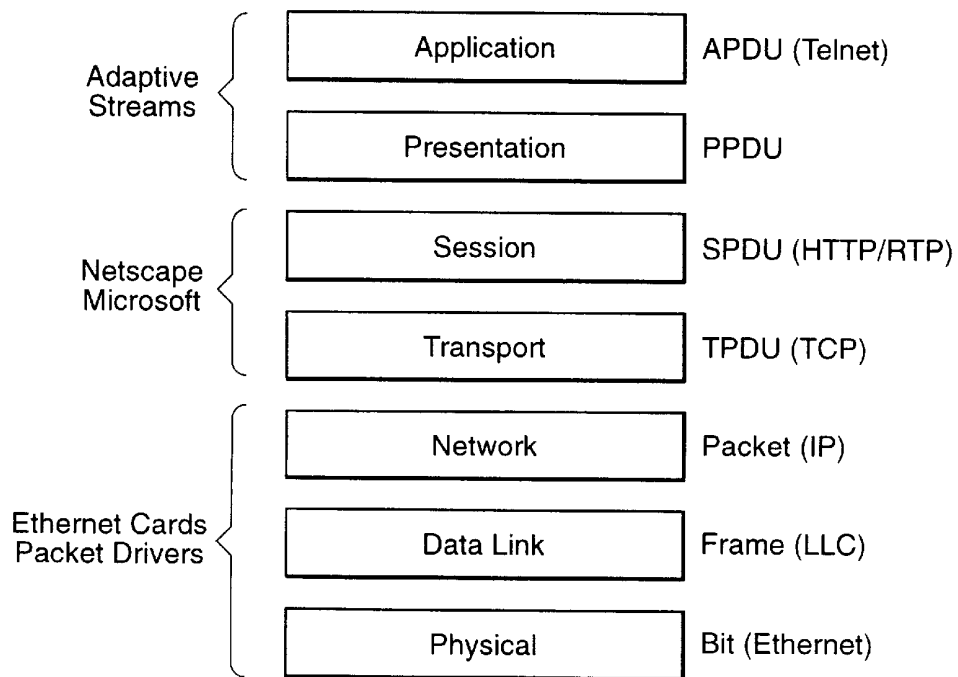 Adaptive
Streams
Application
APDU (Telnet)
Presentation
PPDU
Netscape
Microsoft
Session
SPDU (HTTP/RTP)
Transport
TPDU (TCP)
Ethernet Cards
Packet Drivers
Network
Packet (IP)
Data Link
Frame (LLC)
Physical
Bit (Ethernet)